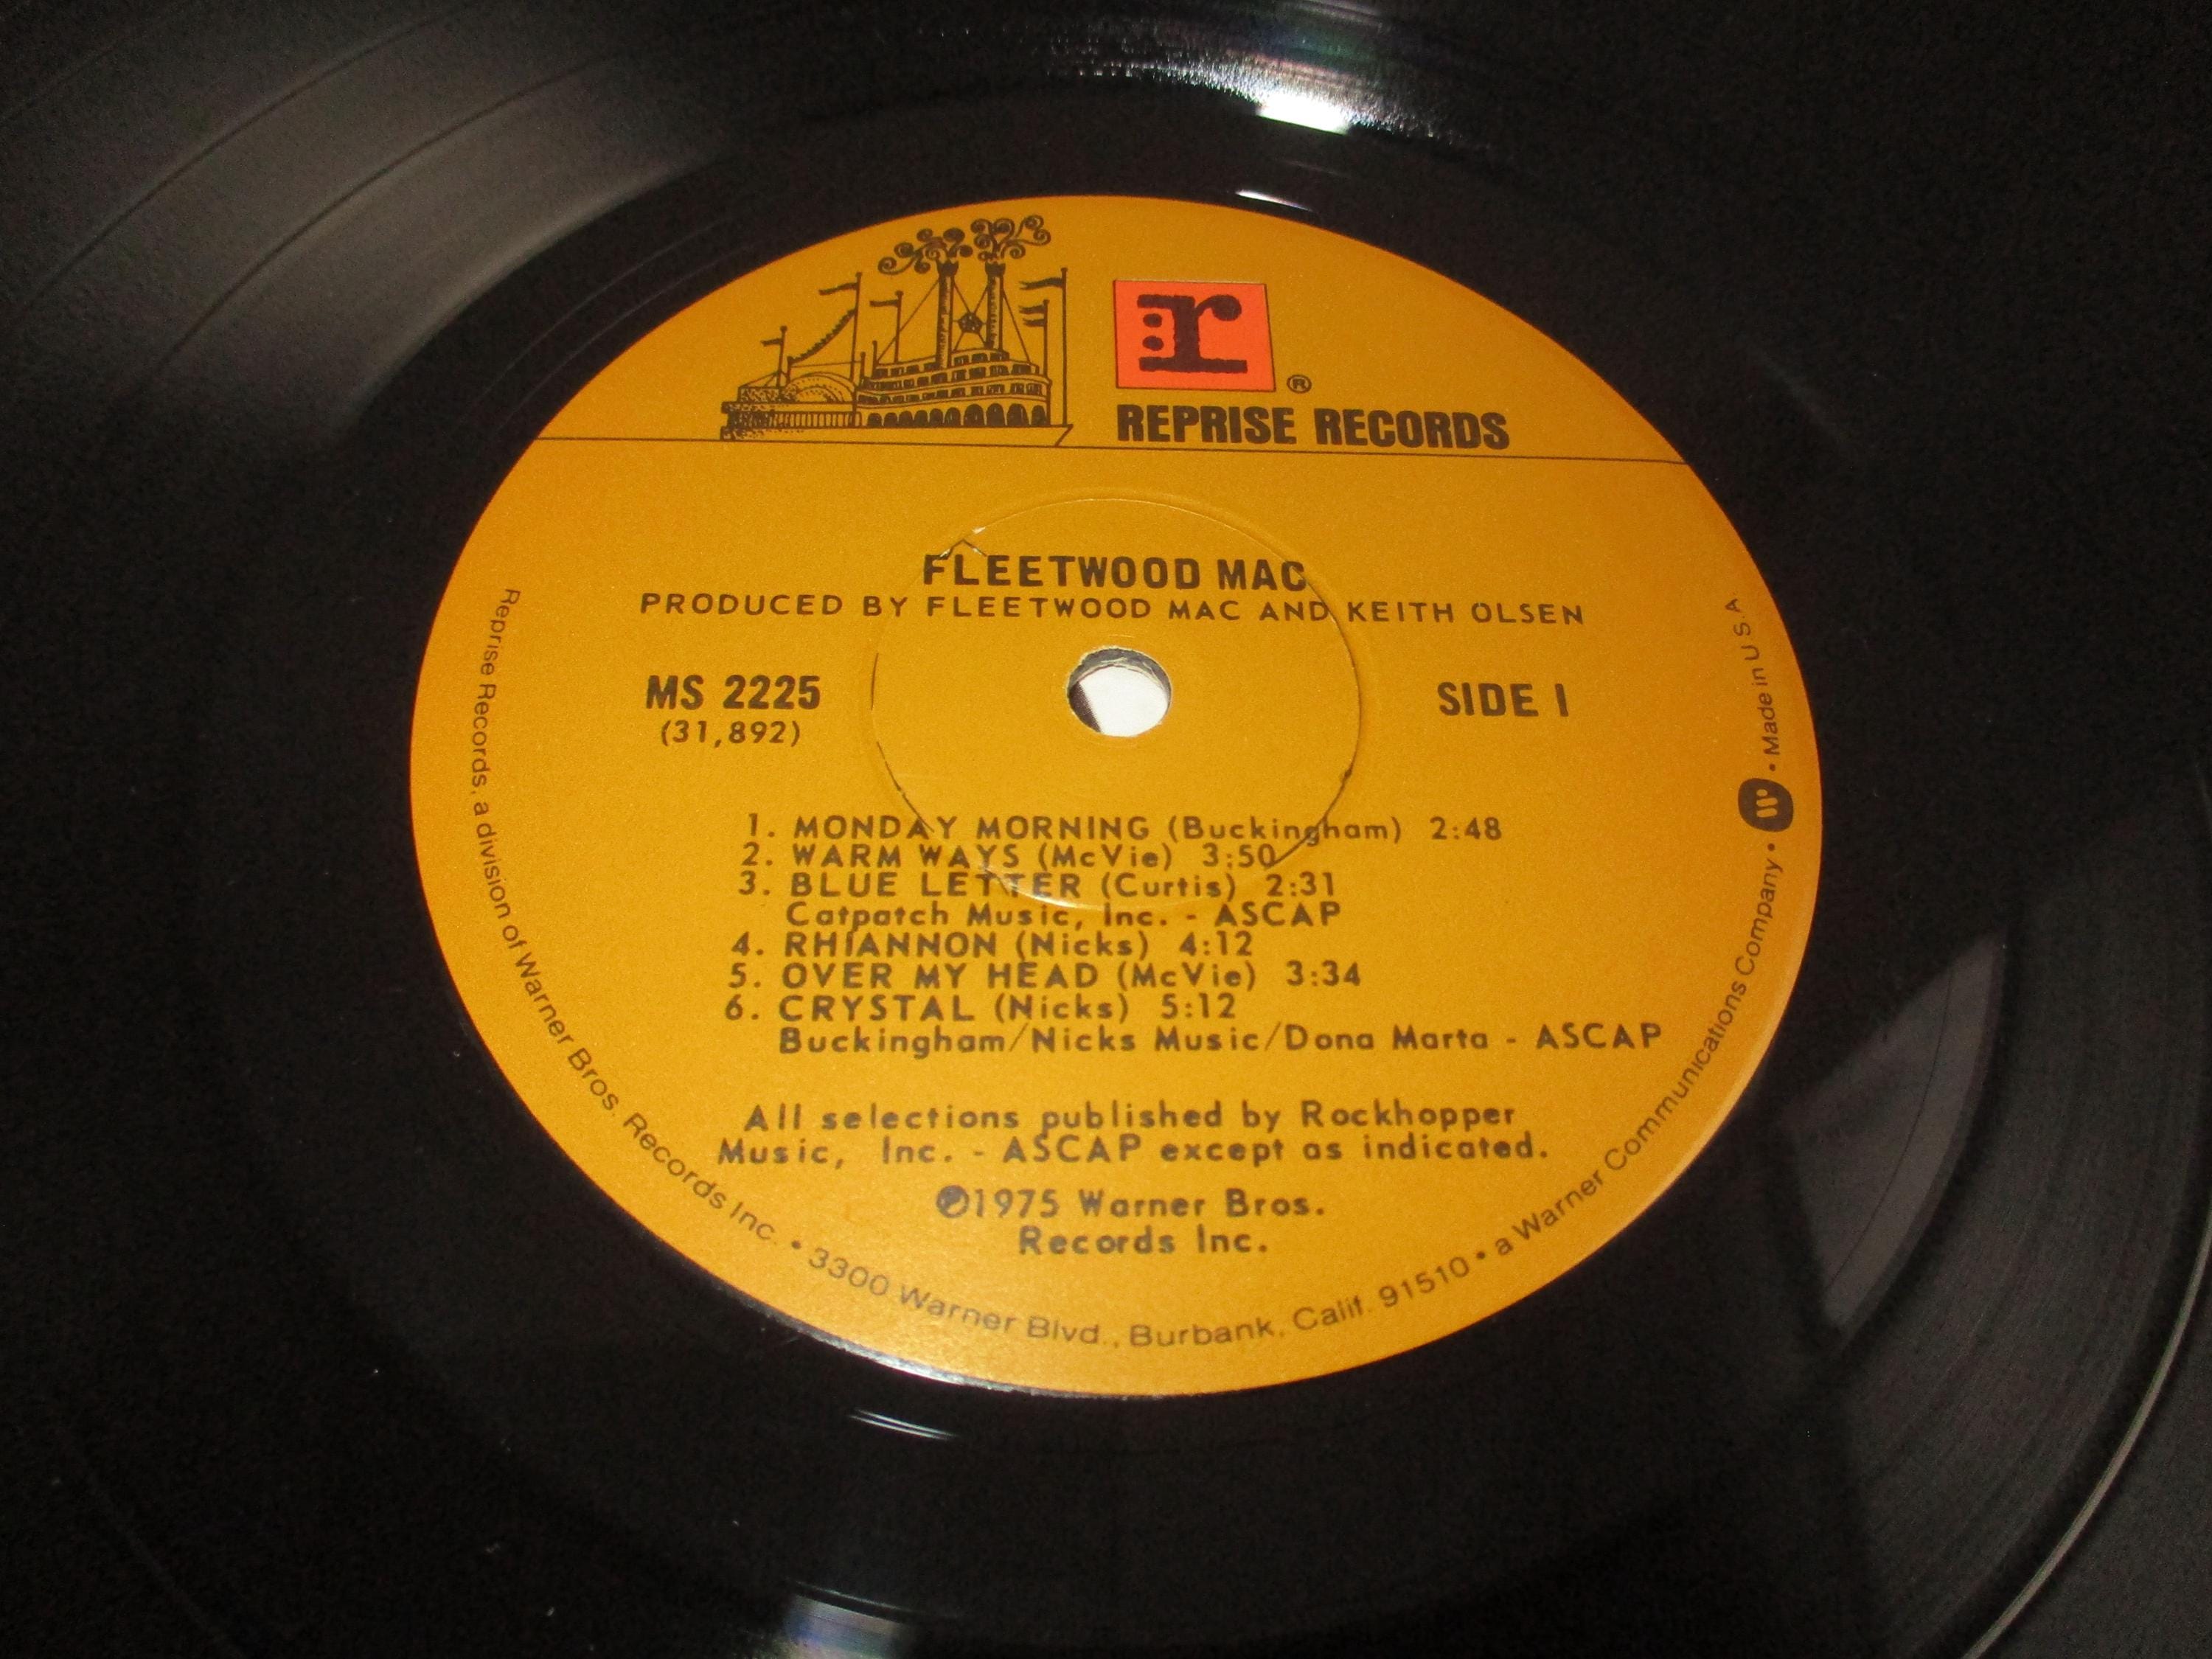 r ®
REPRISE RECORDS
FLEETWOOD MAC
PRODUCED BY FLEETWOOD MAC AND KEITH OLSEN
MS 2225
(31,892)
SIDE 1
1. MONDAY MORNING (Buckingham) 2:48
2. WARM WAYS (McVie) 3:50
3. BLUE LETTER (Curtis) 2:31
Catpatch Music, Inc. - ASCAP
4. RHIANNON (Nicks) 4:12
5. OVER MY HEAD (McVie) 3:34
6. CRYSTAL (Nicks) 5:12
Buckingham/Nicks Music/Dona Marta - ASCAP
All selections published by Rockhopper
Music, Inc. - ASCAP except as indicated.
℗1975 Warner Bros.
Records Inc.
Reprise Records, a division of Warner Bros. Records Inc. • 3300 Warner Blvd., Burbank, Calif. 91510 • a Warner Communications Company • W • Made in U S A